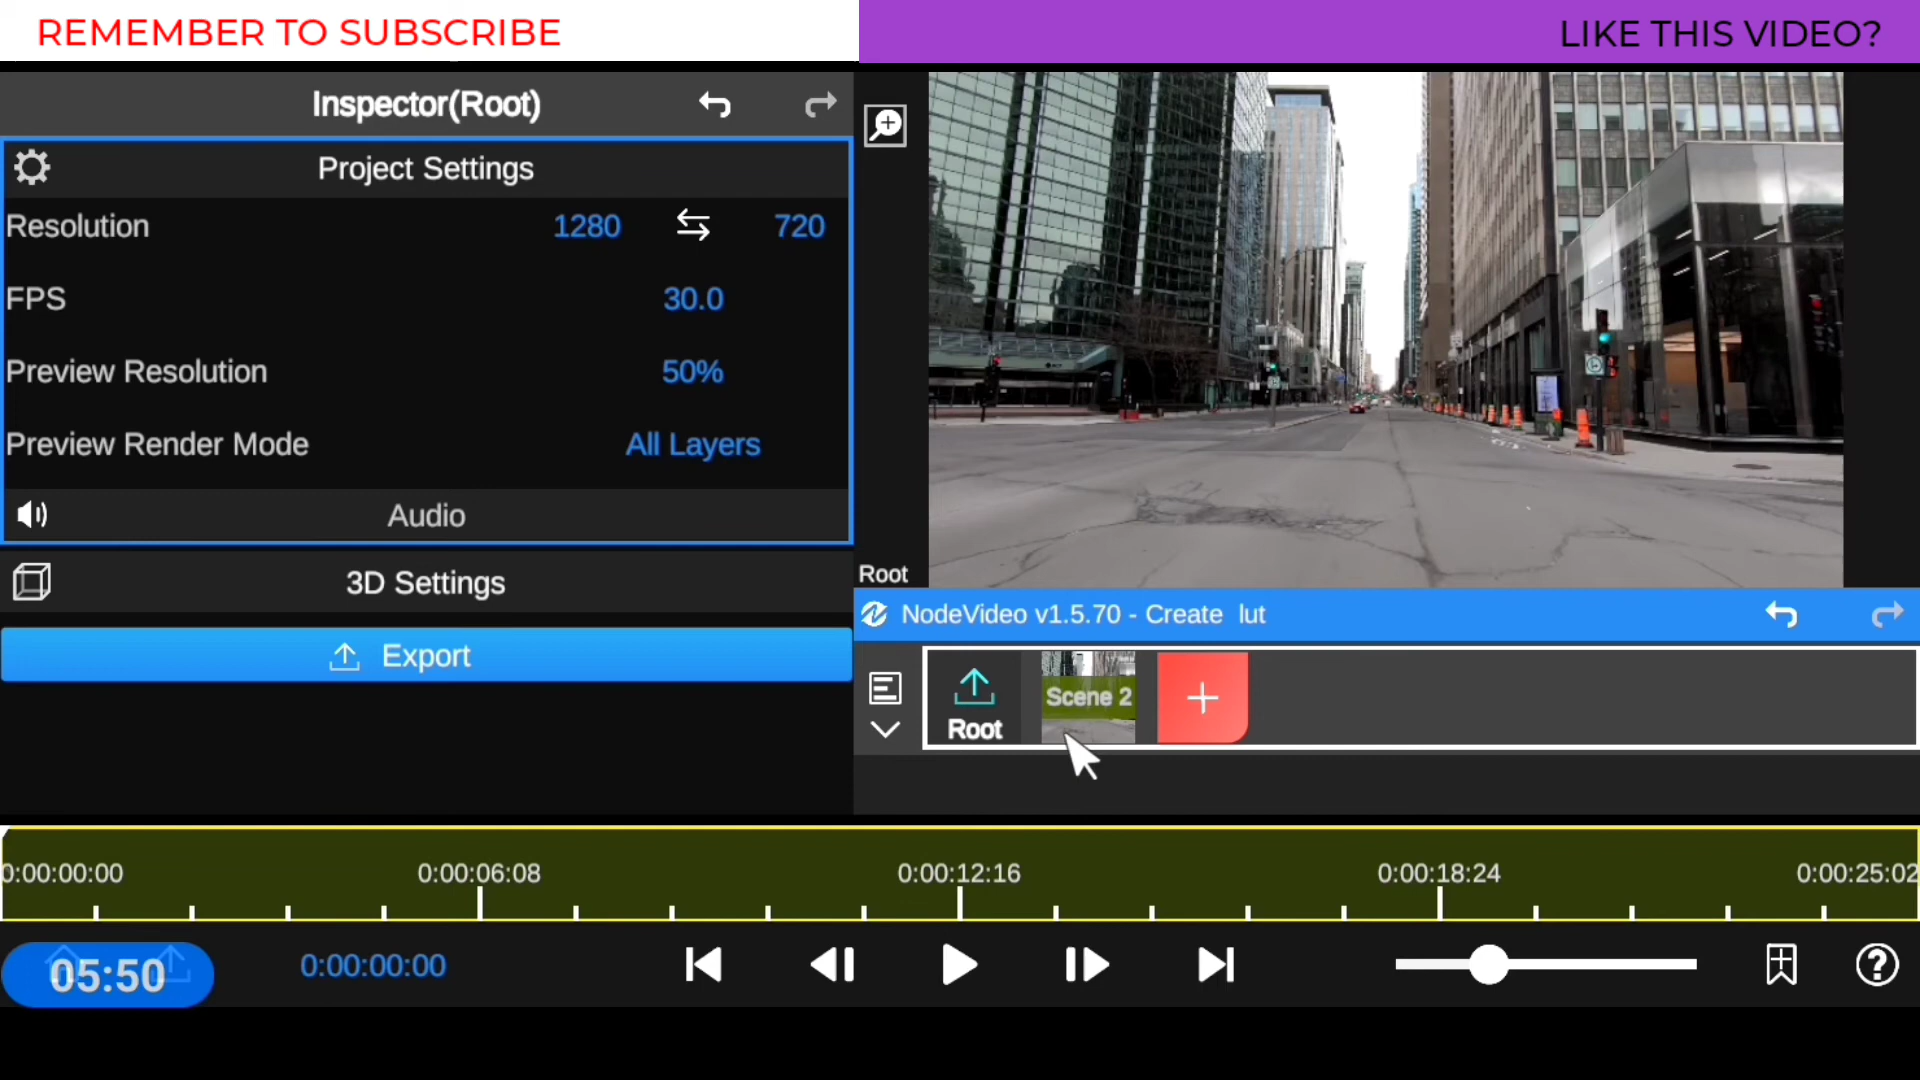 REMEMBER TO SUBSCRIBE
LIKE THIS VIDEO?
Inspector(Root)
Project Settings
Resolution 1280 720
FPS 30.0
Preview Resolution 50%
Preview Render Mode All Layers
Audio
3D Settings
Export
Root
NodeVideo v1.5.70 - Create lut
Root
Scene 2
0:00:00:00 0:00:06:08 0:00:12:16 0:00:18:24 0:00:25:02
05:50
0:00:00:00